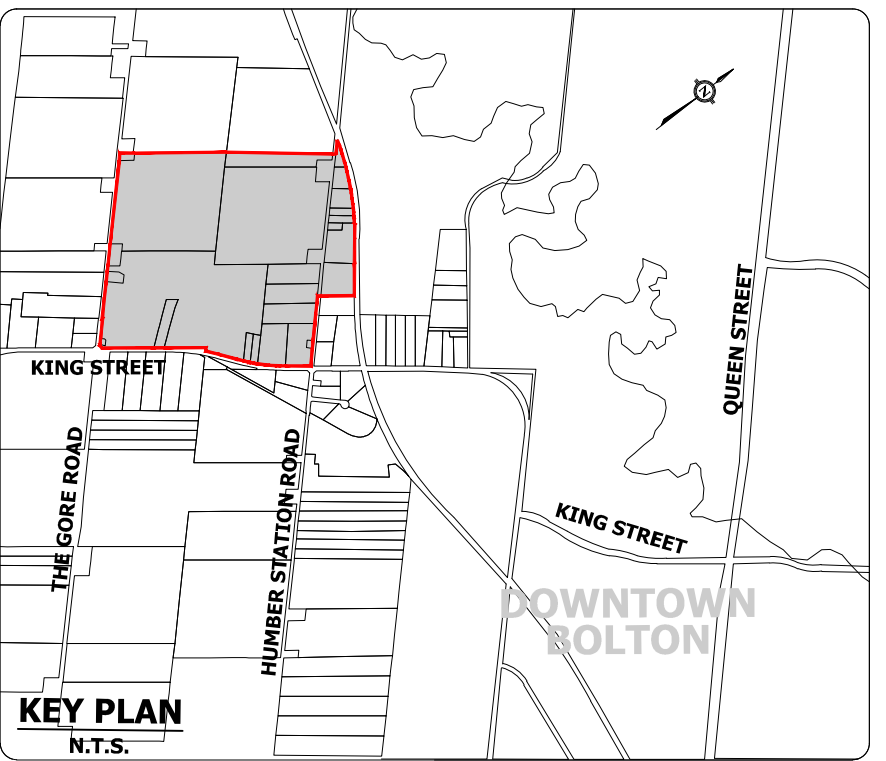 N
QUEEN STREET
KING STREET
THE GORE ROAD
HUMBER STATION ROAD
KING STREET
DOWNTOWN
BOLTON
KEY PLAN
N.T.S.